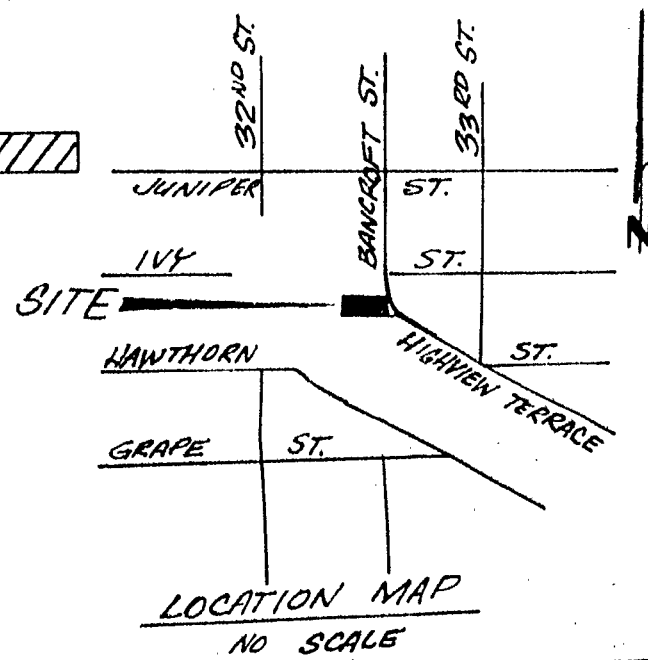 32ND ST.
BANCROFT ST.
33RD ST.
JUNIPER ST.
IVY ST.
SITE
HAWTHORN ST.
HIGHVIEW TERRACE
GRAPE ST.
N
LOCATION MAP
NO SCALE